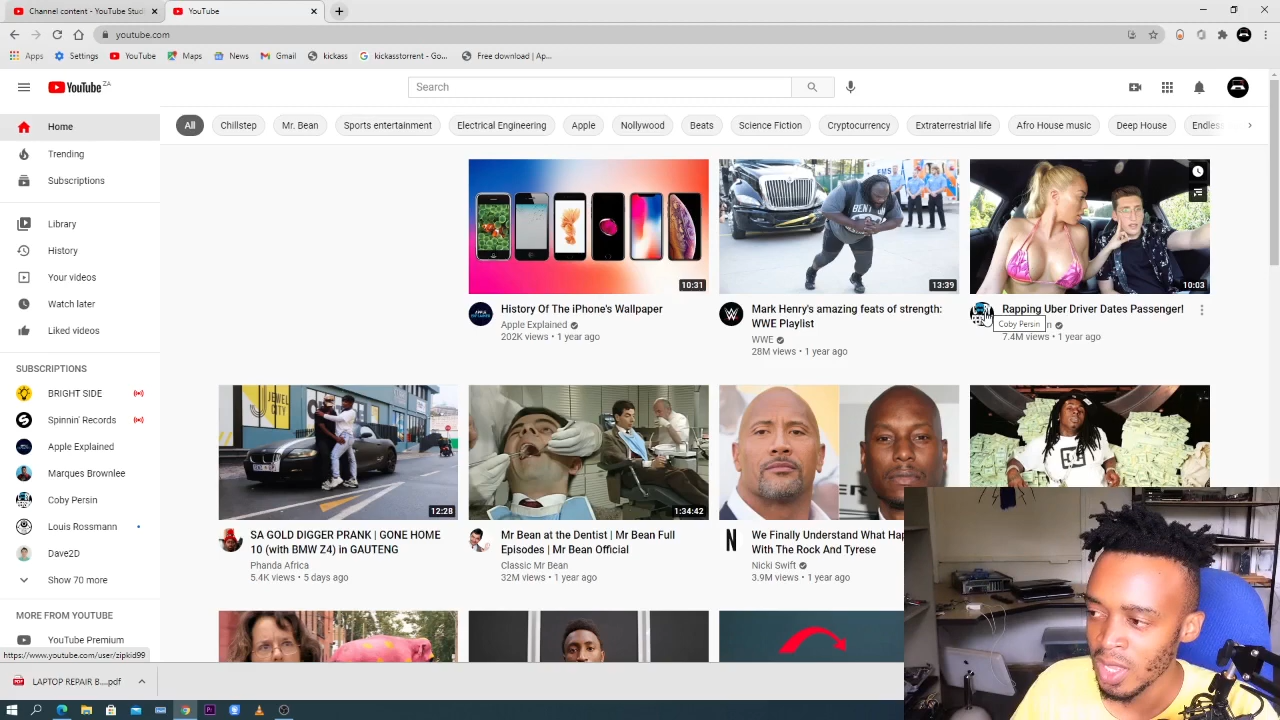 Channel content - YouTube Stud
YouTube
youtube.com
Apps
Settings
YouTube
Maps
News
Gmail
kickass
kickasstorrent - Go...
Free download | Ap...
YouTube ZA
Search
Home
Trending
Subscriptions
Library
History
Your videos
Watch later
Liked videos
SUBSCRIPTIONS
BRIGHT SIDE
Spinnin' Records
Apple Explained
Marques Brownlee
Coby Persin
Louis Rossmann
Dave2D
Show 70 more
MORE FROM YOUTUBE
YouTube Premium
https://www.youtube.com/user/zipkid99
All
Chillstep
Mr. Bean
Sports entertainment
Electrical Engineering
Apple
Nollywood
Beats
Science Fiction
Cryptocurrency
Extraterrestrial life
Afro House music
Deep House
Endless
10:31
History Of The iPhone's Wallpaper
Apple Explained
202K views • 1 year ago
EMS
13:39
Mark Henry's amazing feats of strength:
WWE Playlist
WWE
28M views • 1 year ago
10:03
Rapping Uber Driver Dates Passenger!
Coby Persin
n
7.4M views • 1 year ago
JEWEL
CITY
12:28
SA GOLD DIGGER PRANK | GONE HOME
10 (with BMW Z4) in GAUTENG
Phanda Africa
5.4K views • 5 days ago
1:34:42
Mr Bean at the Dentist | Mr Bean Full
Episodes | Mr Bean Official
Classic Mr Bean
32M views • 1 year ago
We Finally Understand What Hap
With The Rock And Tyrese
Nicki Swift
3.9M views • 1 year ago
LAPTOP REPAIR B....pdf